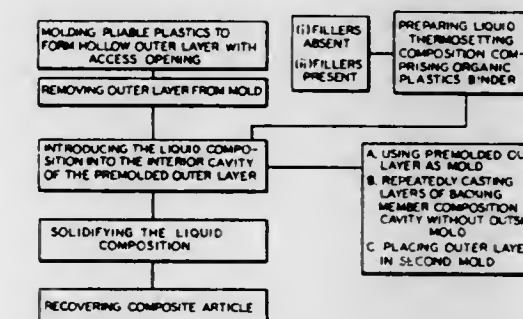 MOLDING PLIABLE PLASTICS TO
FORM HOLLOW OUTER LAYER WITH
ACCESS OPENING
REMOVING OUTER LAYER FROM MOLD
(i) FILLERS
ABSENT
(ii) FILLERS
PRESENT
PREPARING LIQUID
THERMOSETTING
COMPOSITION COM-
PRISING ORGANIC
PLASTICS BINDER
INTRODUCING THE LIQUID COMPO-
SITION INTO THE INTERIOR CAVITY
OF THE PREMOLDED OUTER LAYER
A. USING PREMOLDED OU
LAYER AS MOLD
B. REPEATEDLY CASTING
LAYERS OF BACKING
MEMBER COMPOSITION
CAVITY WITHOUT OUTS
MOLD
C. PLACING OUTER LAYE
IN SECOND MOLD
SOLIDIFYING THE LIQUID
COMPOSITION
RECOVERING COMPOSITE ARTICLE